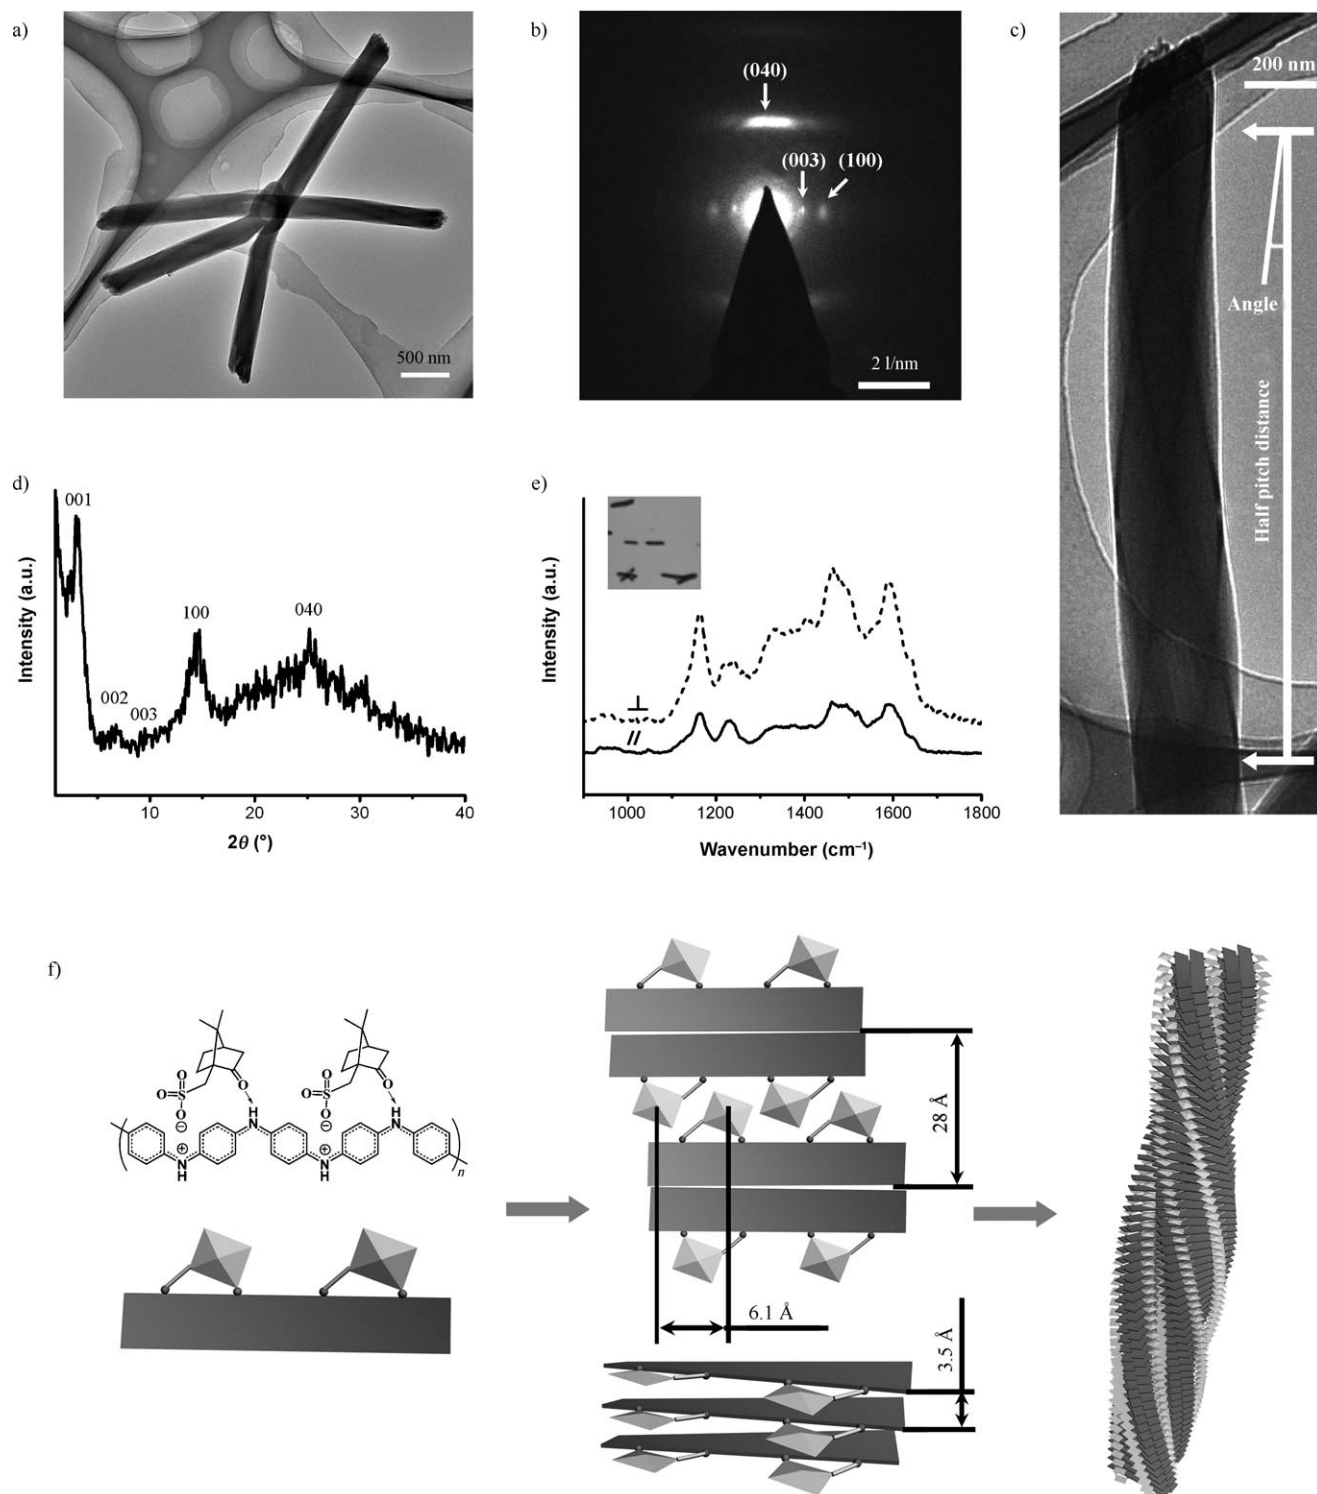 a)
500 nm
b)
(040)
(003)
(100)
2 l/nm
c)
200 nm
Angle
Half pitch distance
d)
Intensity (a.u.)
001
002
003
100
040
10
20
30
40
2θ (°)
e)
Intensity (a.u.)
⊥
//
1000
1200
1400
1600
1800
Wavenumber (cm⁻¹)
f)
O
O=S
O
O
⊖
H
N
O
O=S
O
O
⊖
H
N
⊕
N
H
⊕
N
H
n
28 Å
6.1 Å
3.5 Å